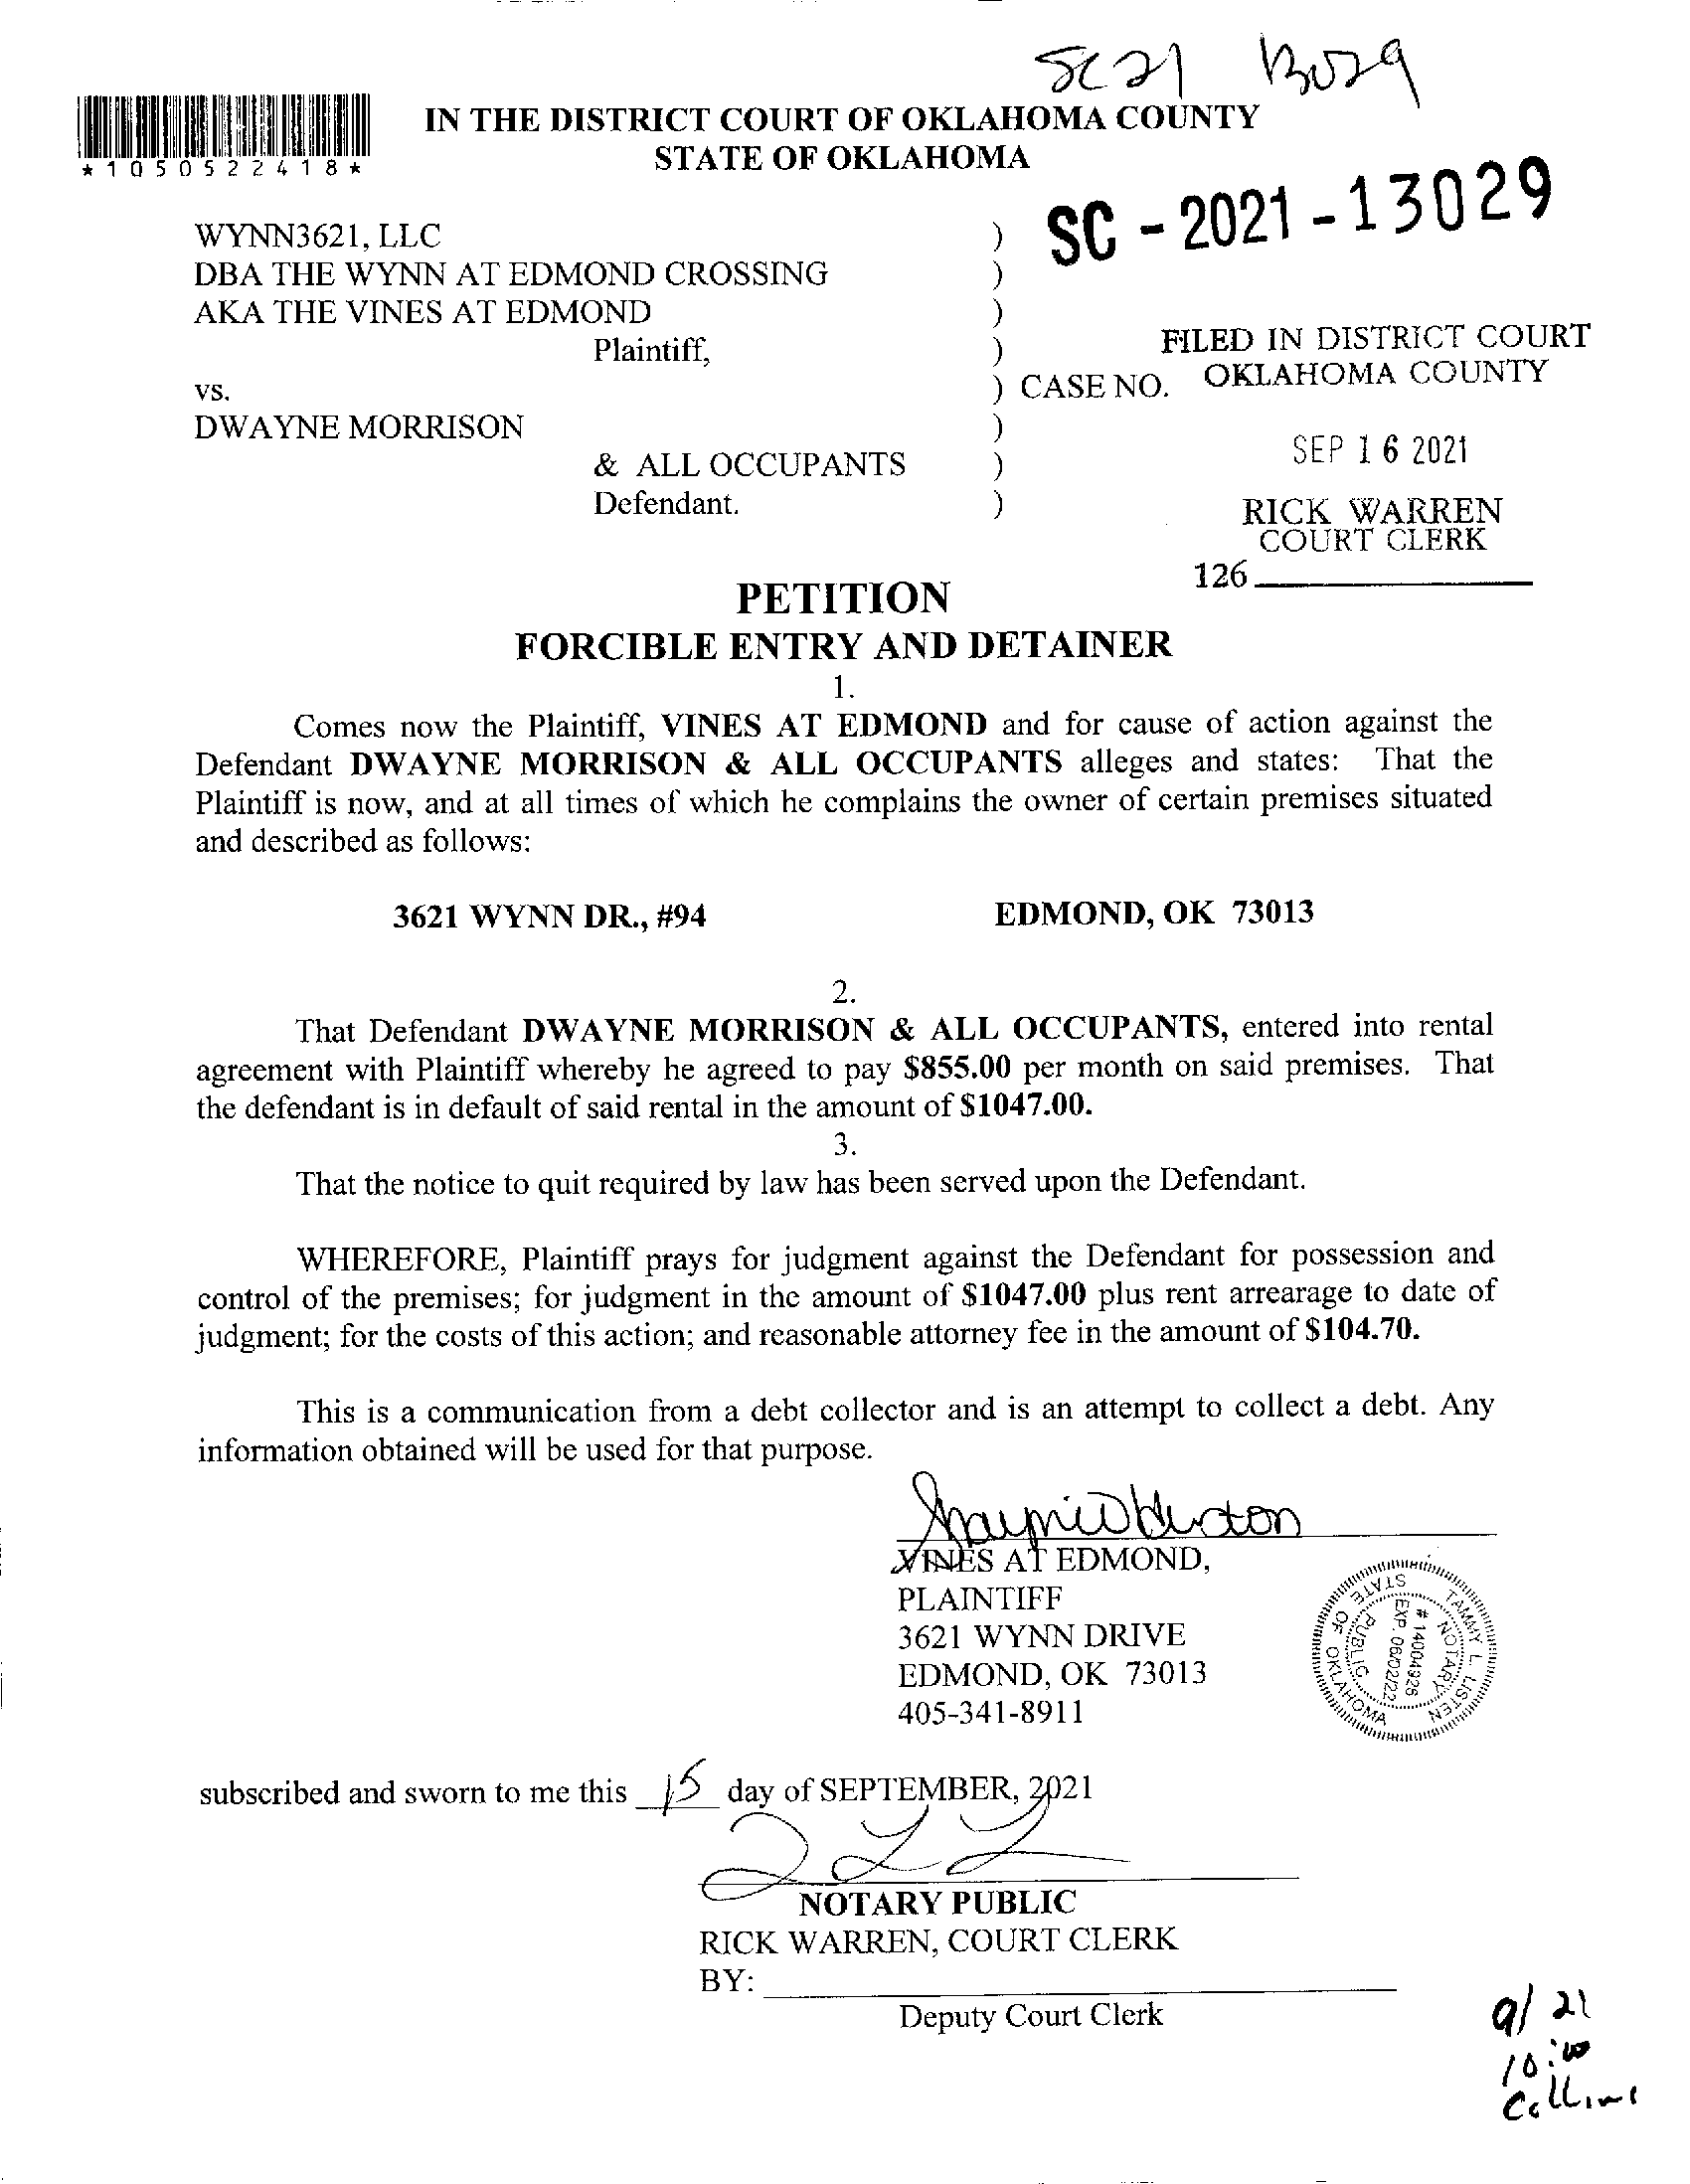 SC21 13029
IN THE DISTRICT COURT OF OKLAHOMA COUNTY
STATE OF OKLAHOMA
*1050522418*
SC - 2021 - 13029
WYNN3621, LLC )
DBA THE WYNN AT EDMOND CROSSING )
AKA THE VINES AT EDMOND )
Plaintiff, )
FILED IN DISTRICT COURT
OKLAHOMA COUNTY
vs. ) CASE NO.
DWAYNE MORRISON )
& ALL OCCUPANTS )
Defendant. )
SEP 16 2021
RICK WARREN
COURT CLERK
126
PETITION
FORCIBLE ENTRY AND DETAINER
1.
Comes now the Plaintiff, VINES AT EDMOND and for cause of action against the
Defendant DWAYNE MORRISON & ALL OCCUPANTS alleges and states: That the
Plaintiff is now, and at all times of which he complains the owner of certain premises situated
and described as follows:
3621 WYNN DR., #94 EDMOND, OK 73013
2.
That Defendant DWAYNE MORRISON & ALL OCCUPANTS, entered into rental
agreement with Plaintiff whereby he agreed to pay $855.00 per month on said premises. That
the defendant is in default of said rental in the amount of $1047.00.
3.
That the notice to quit required by law has been served upon the Defendant.
WHEREFORE, Plaintiff prays for judgment against the Defendant for possession and
control of the premises; for judgment in the amount of $1047.00 plus rent arrearage to date of
judgment; for the costs of this action; and reasonable attorney fee in the amount of $104.70.
This is a communication from a debt collector and is an attempt to collect a debt. Any
information obtained will be used for that purpose.
VINES AT EDMOND,
PLAINTIFF
3621 WYNN DRIVE
EDMOND, OK 73013
405-341-8911
TAMMY L. LISTEN
NOTARY PUBLIC
# 14004926
EXP. 06/02/22
STATE OF OKLAHOMA
subscribed and sworn to me this 15 day of SEPTEMBER, 2021
NOTARY PUBLIC
RICK WARREN, COURT CLERK
BY:
Deputy Court Clerk
9/21
10:00
Collins